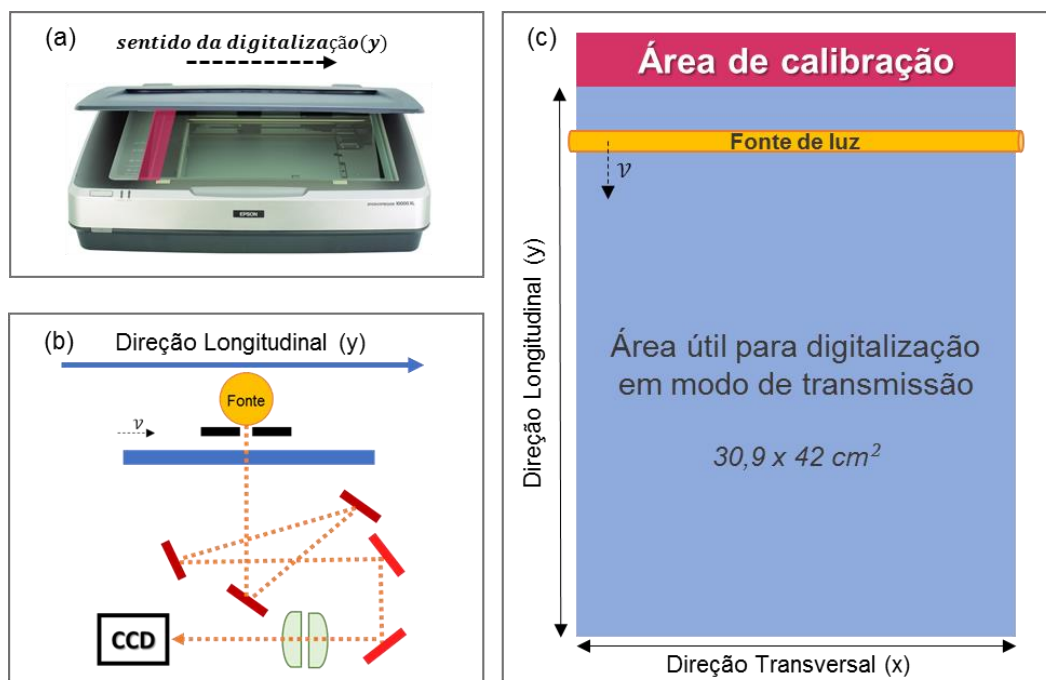 (a)
sentido da digitalização(y)
EPSON
(b)
Direção Longitudinal (y)
Fonte
v
CCD
(c)
Área de calibração
Fonte de luz
v
Direção Longitudinal (y)
Área útil para digitalização
em modo de transmissão
30,9 x 42 cm²
Direção Transversal (x)